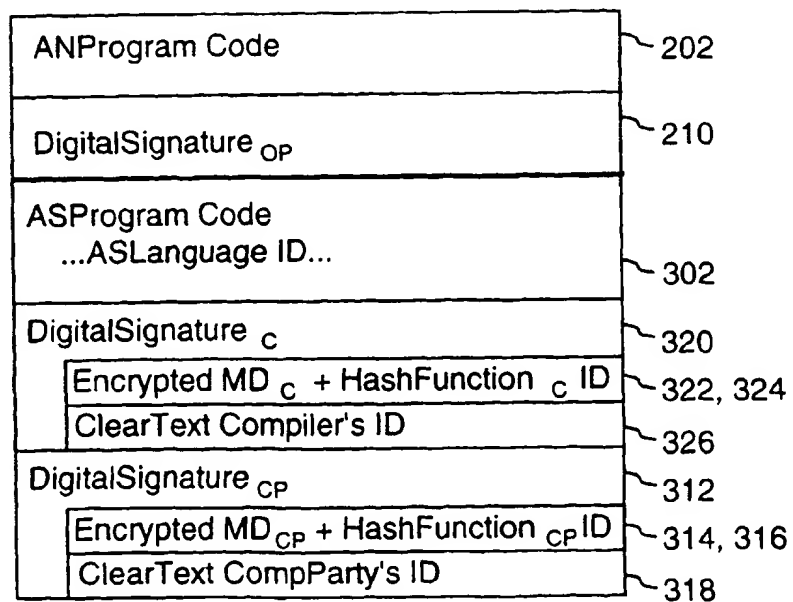 ANProgram Code 202
DigitalSignature OP 210
ASProgram Code
...ASLanguage ID... 302
DigitalSignature C 320
Encrypted MD C + HashFunction C ID 322, 324
ClearText Compiler's ID 326
DigitalSignature CP 312
Encrypted MD CP + HashFunction CP ID 314, 316
ClearText CompParty's ID 318